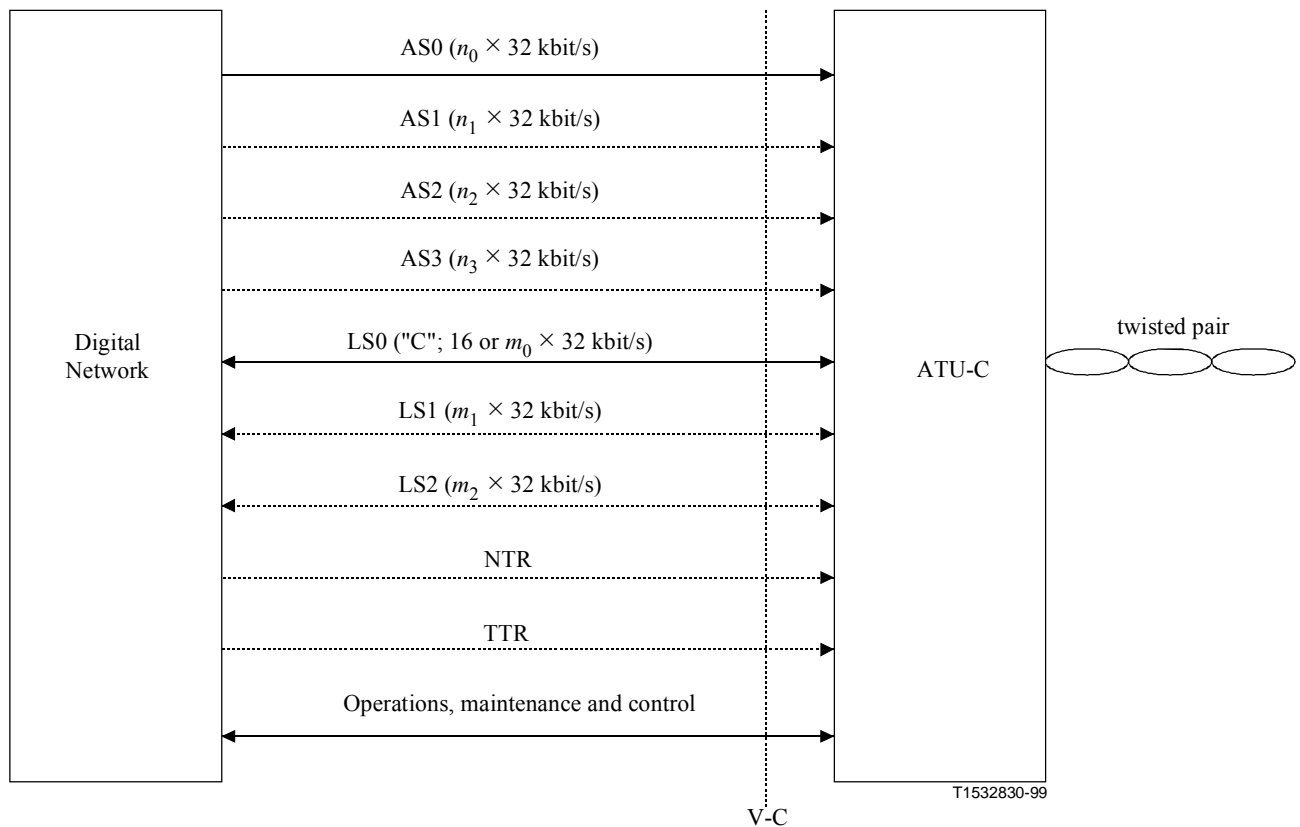 AS0 (n0 × 32 kbit/s)
AS1 (n1 × 32 kbit/s)
AS2 (n2 × 32 kbit/s)
AS3 (n3 × 32 kbit/s)
Digital
Network
LS0 ("C"; 16 or m0 × 32 kbit/s)
ATU-C
twisted pair
LS1 (m1 × 32 kbit/s)
LS2 (m2 × 32 kbit/s)
NTR
TTR
Operations, maintenance and control
T1532830-99
V-C